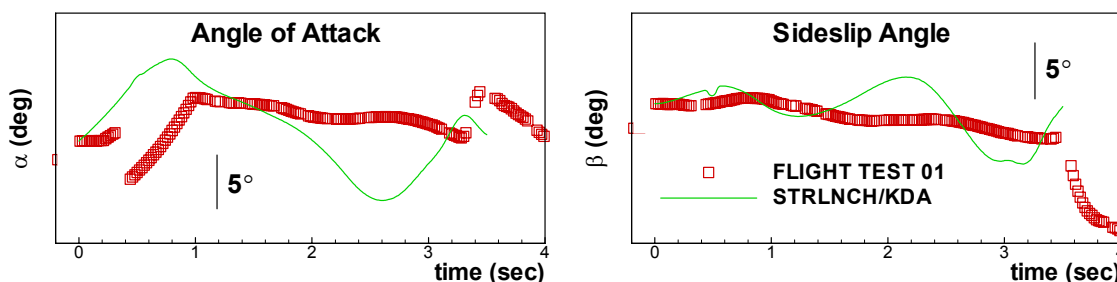 Angle of Attack
α (deg)
5°
0
1
2
3
4
time (sec)
Sideslip Angle
β (deg)
5°
FLIGHT TEST 01
STRLNCH/KDA
0
1
2
3
4
time (sec)